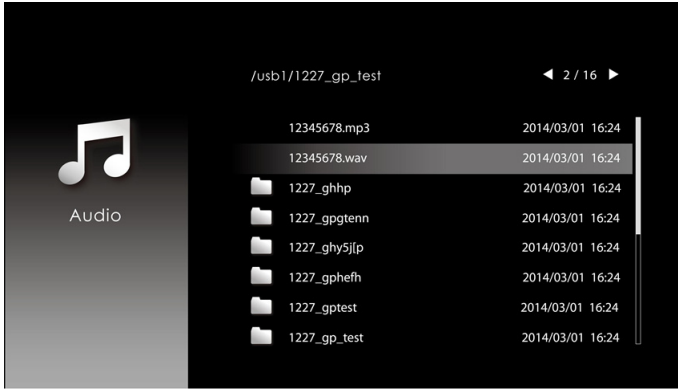 /usb1/1227_gp_test ◀ 2 / 16 ▶
12345678.mp3 2014/03/01 16:24
12345678.wav 2014/03/01 16:24
1227_ghhp 2014/03/01 16:24
Audio
1227_gpgtenn 2014/03/01 16:24
1227_ghy5j[p 2014/03/01 16:24
1227_gphefh 2014/03/01 16:24
1227_gptest 2014/03/01 16:24
1227_gp_test 2014/03/01 16:24